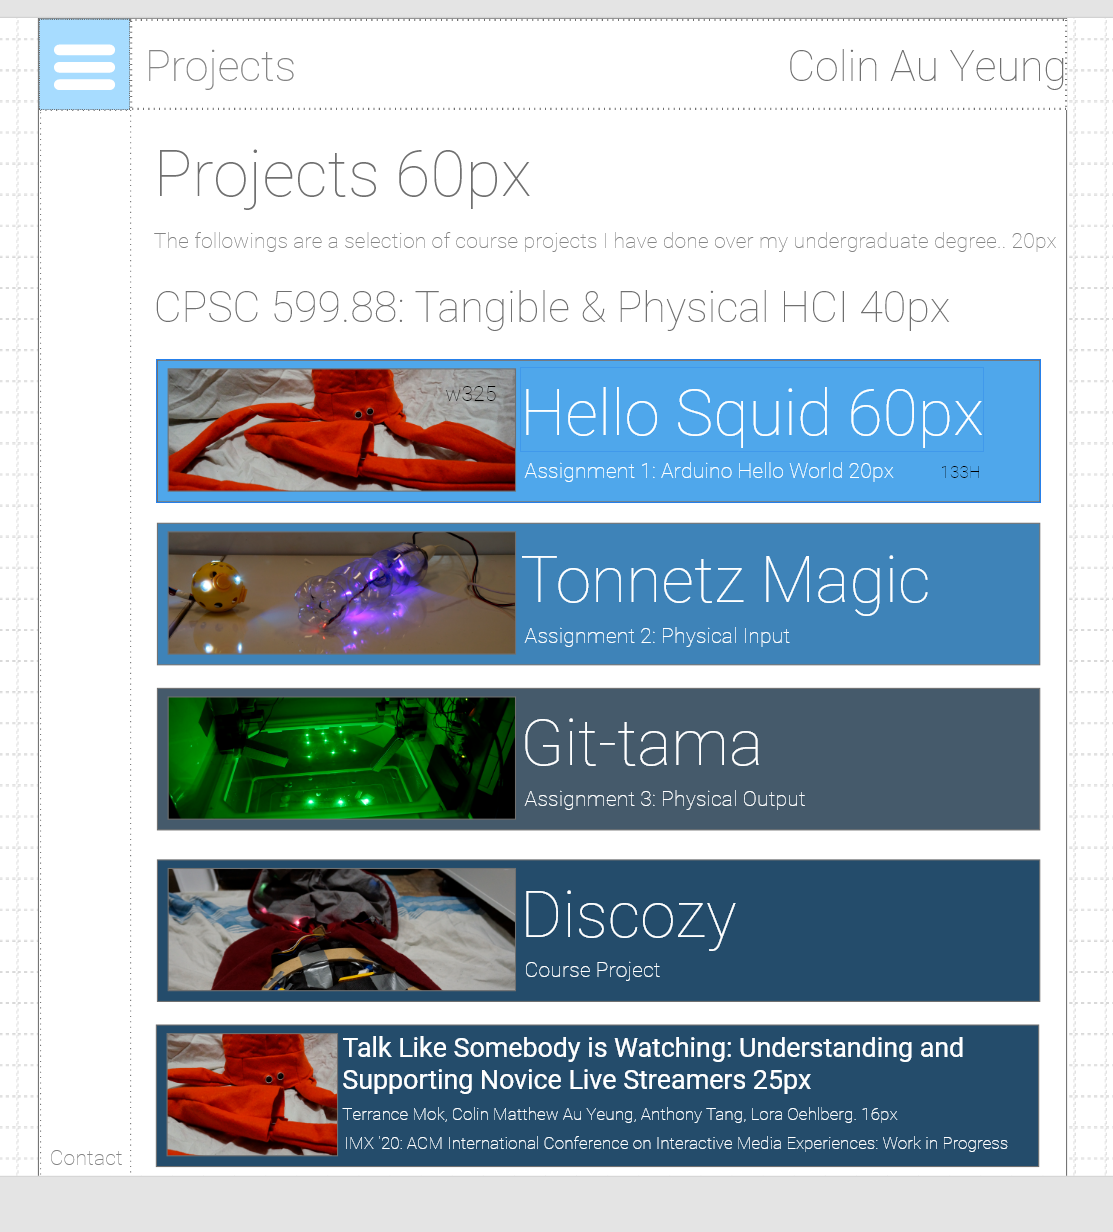 Projects
Colin Au Yeung
Projects 60px
The followings are a selection of course projects I have done over my undergraduate degree.. 20px
CPSC 599.88: Tangible & Physical HCI 40px
w325
Hello Squid 60px
Assignment 1: Arduino Hello World 20px
133H
Tonnetz Magic
Assignment 2: Physical Input
Git-tama
Assignment 3: Physical Output
Discozy
Course Project
Talk Like Somebody is Watching: Understanding and
Supporting Novice Live Streamers 25px
Terrance Mok, Colin Matthew Au Yeung, Anthony Tang, Lora Oehlberg. 16px
IMX '20: ACM International Conference on Interactive Media Experiences: Work in Progress
Contact